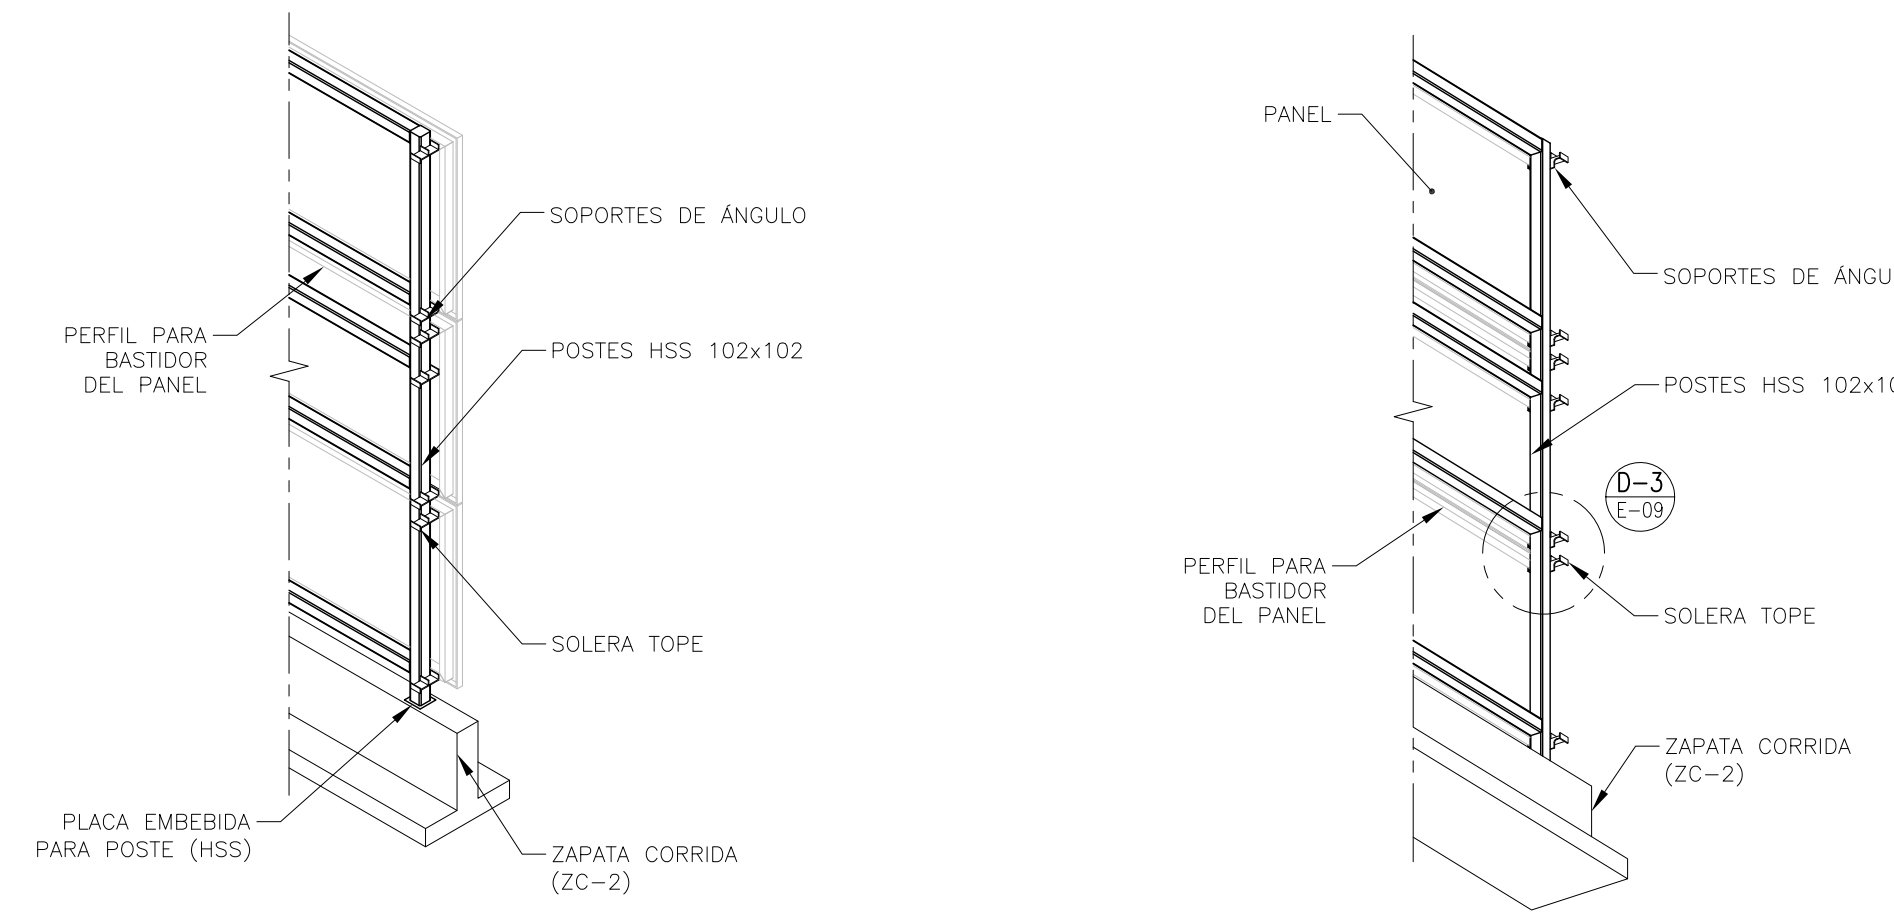 SOPORTES DE ÁNGULO
PERFIL PARA
BASTIDOR
DEL PANEL
POSTES HSS 102x102
SOLERA TOPE
PLACA EMBEBIDA
PARA POSTE (HSS)
ZAPATA CORRIDA
(ZC-2)
PANEL
SOPORTES DE ÁNGU
POSTES HSS 102x10
D-3
E-09
PERFIL PARA
BASTIDOR
DEL PANEL
SOLERA TOPE
ZAPATA CORRIDA
(ZC-2)